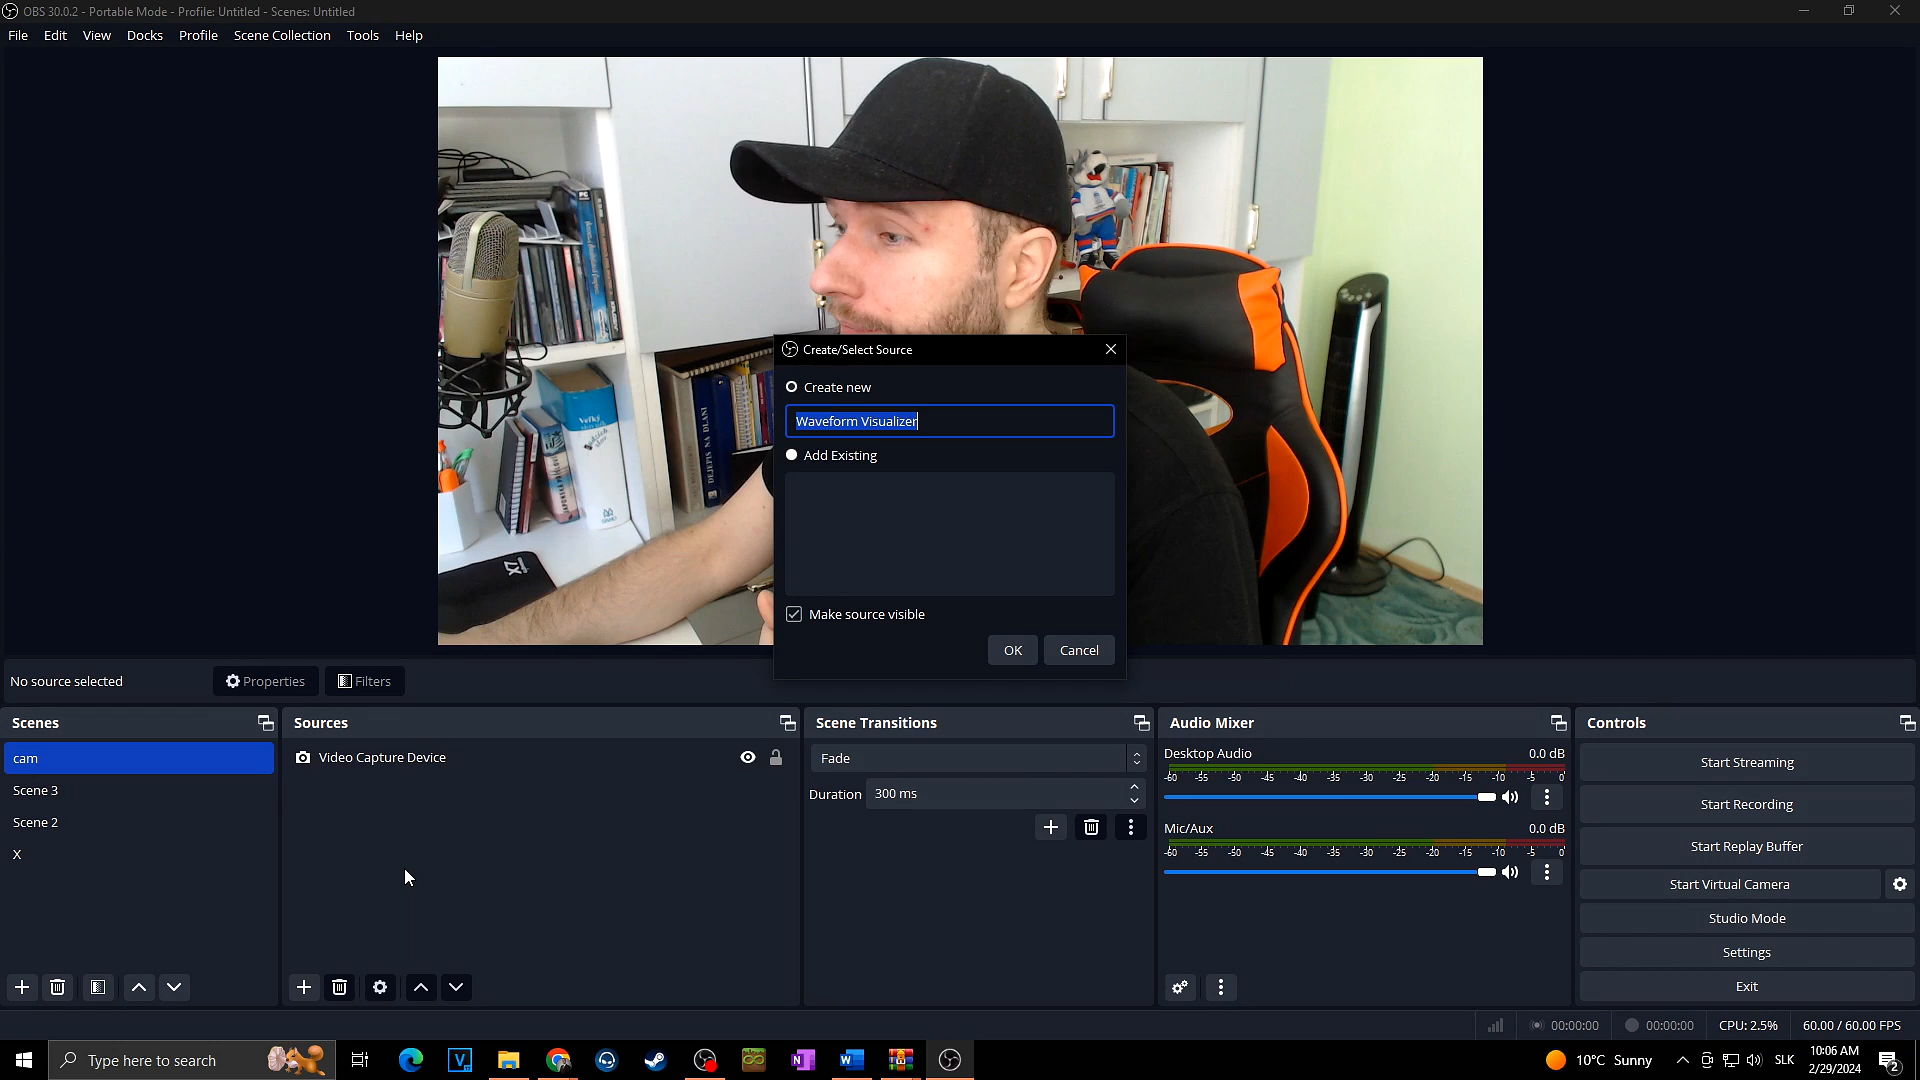 OBS 30.0.2 - Portable Mode - Profile: Untitled - Scenes: Untitled
File Edit View Docks Profile Scene Collection Tools Help
PC
Veľký
DEJEPIS NA DLANI
Create/Select Source
Create new
Waveform Visualizer
Add Existing
Make source visible
OK Cancel
No source selected Properties Filters
Scenes
cam
Scene 3
Scene 2
X
Sources
Video Capture Device
Scene Transitions
Fade
Duration 300 ms
Audio Mixer
Desktop Audio 0.0 dB
-60 -55 -50 -45 -40 -35 -30 -25 -20 -15 -10 -5 0
Mic/Aux 0.0 dB
-60 -55 -50 -45 -40 -35 -30 -25 -20 -15 -10 -5 0
Controls
Start Streaming
Start Recording
Start Replay Buffer
Start Virtual Camera
Studio Mode
Settings
Exit
00:00:00 00:00:00 CPU: 2.5% 60.00 / 60.00 FPS
Type here to search
10°C Sunny
SLK
10:06 AM
2/29/2024
2